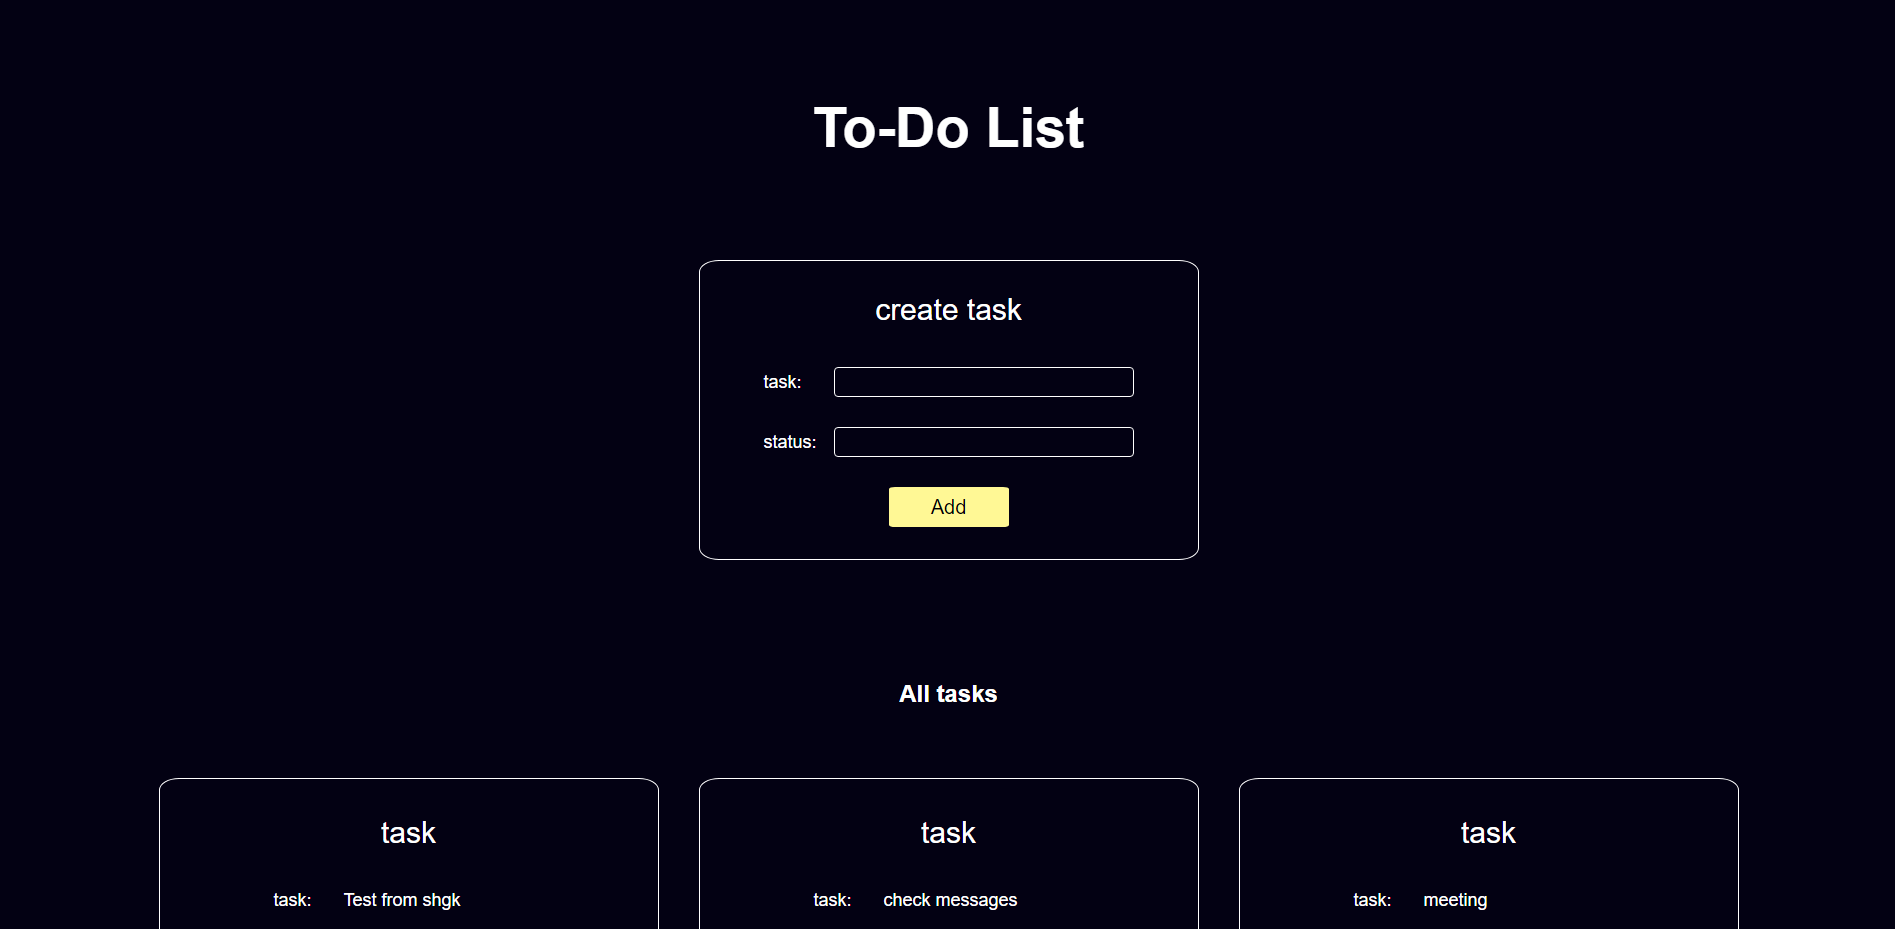 To-Do List
create task
task:
status:
Add
All tasks
task
task: Test from shgk
task
task: check messages
task
task: meeting